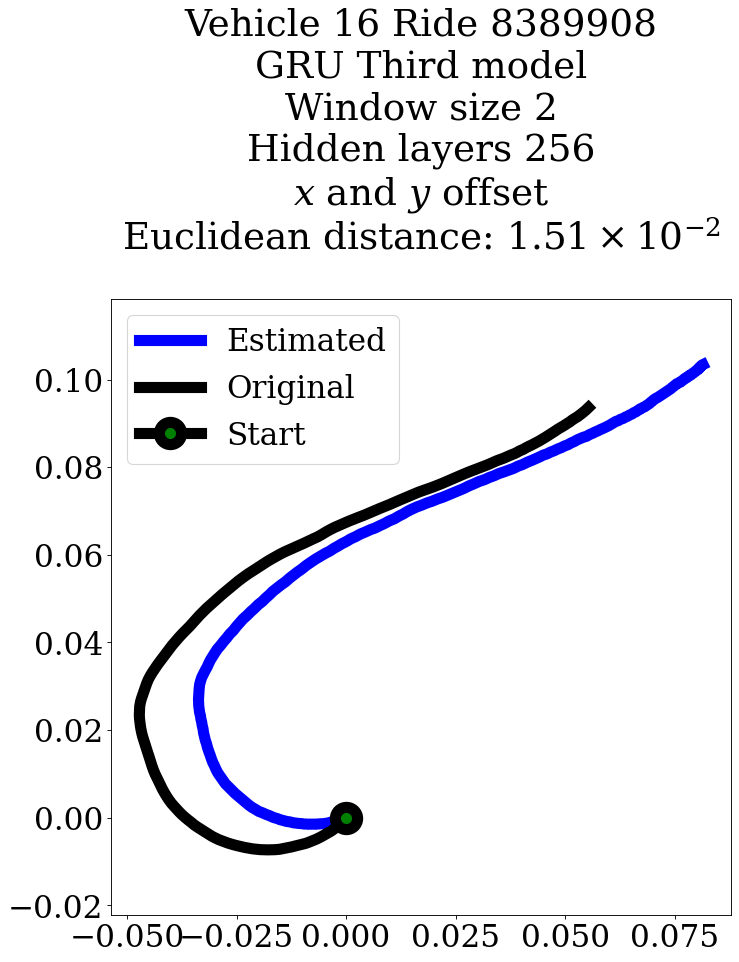 Vehicle 16 Ride 8389908
GRU Third model
Window size 2
Hidden layers 256
x and y offset
Euclidean distance: 1.51 × 10⁻²
Estimated
Original
Start
0.10
0.08
0.06
0.04
0.02
0.00
−0.02
−0.050 −0.025 0.000 0.025 0.050 0.075